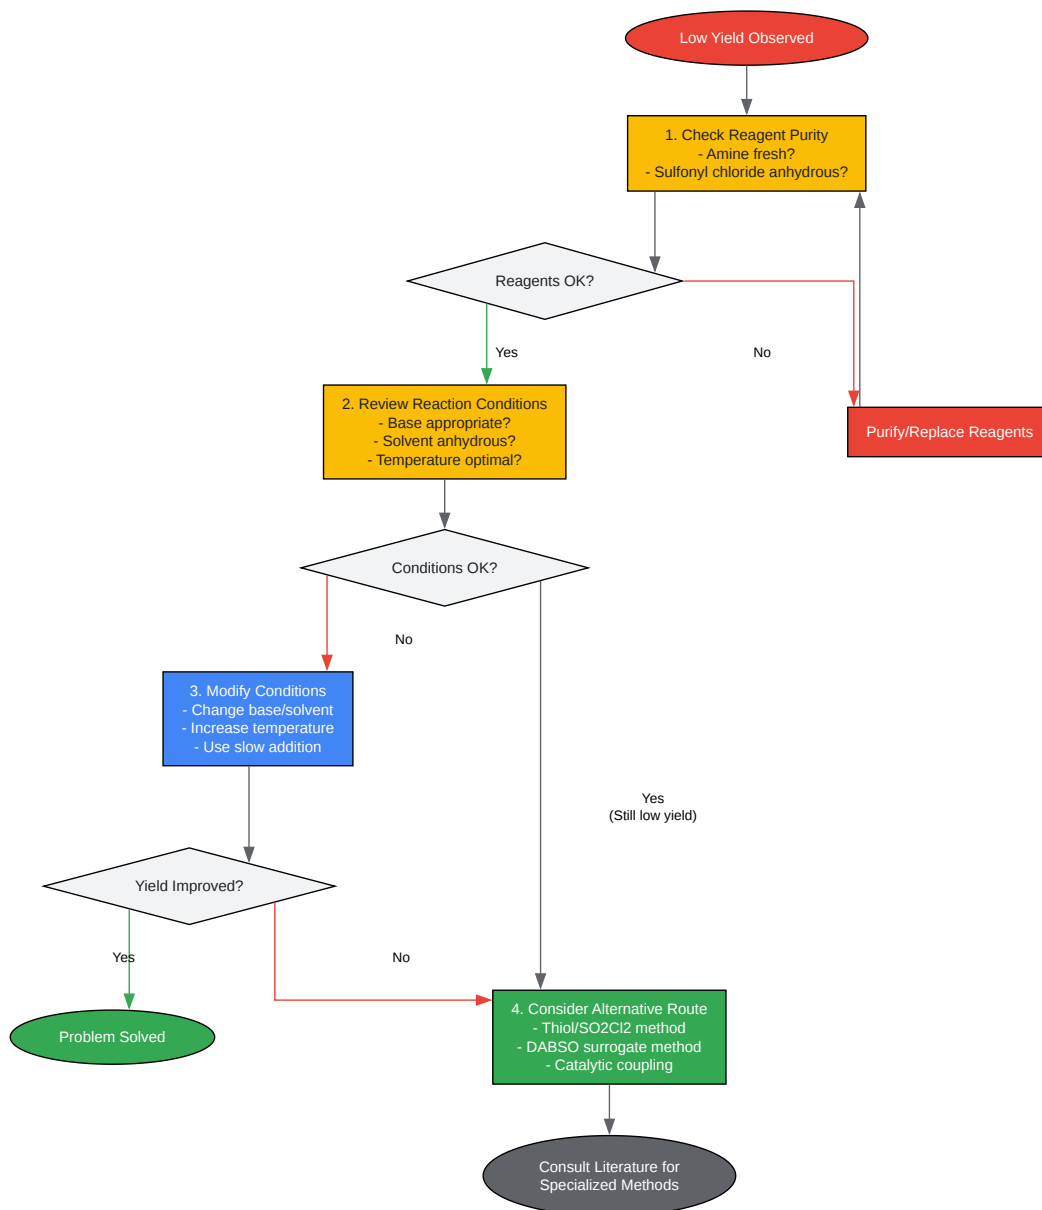 Low Yield Observed
1. Check Reagent Purity
- Amine fresh?
- Sulfonyl chloride anhydrous?
Reagents OK?
Yes
No
2. Review Reaction Conditions
- Base appropriate?
- Solvent anhydrous?
- Temperature optimal?
Purify/Replace Reagents
Conditions OK?
No
3. Modify Conditions
- Change base/solvent
- Increase temperature
- Use slow addition
Yes
(Still low yield)
Yield Improved?
Yes
No
4. Consider Alternative Route
- Thiol/SO2Cl2 method
- DABSO surrogate method
- Catalytic coupling
Problem Solved
Consult Literature for
Specialized Methods